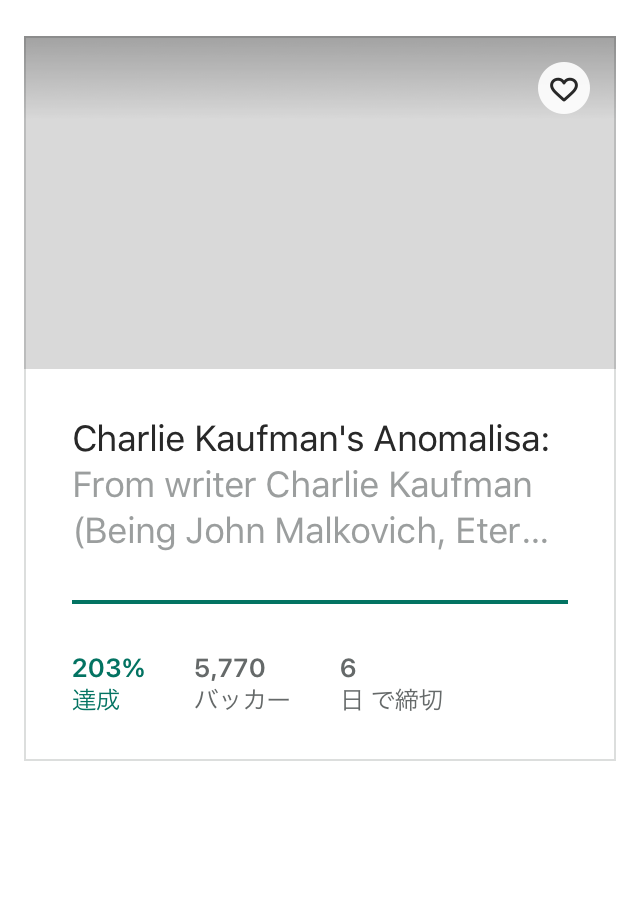 Charlie Kaufman's Anomalisa:
From writer Charlie Kaufman
(Being John Malkovich, Eter...
203% 5,770 6
達成 バッカー 日 で締切